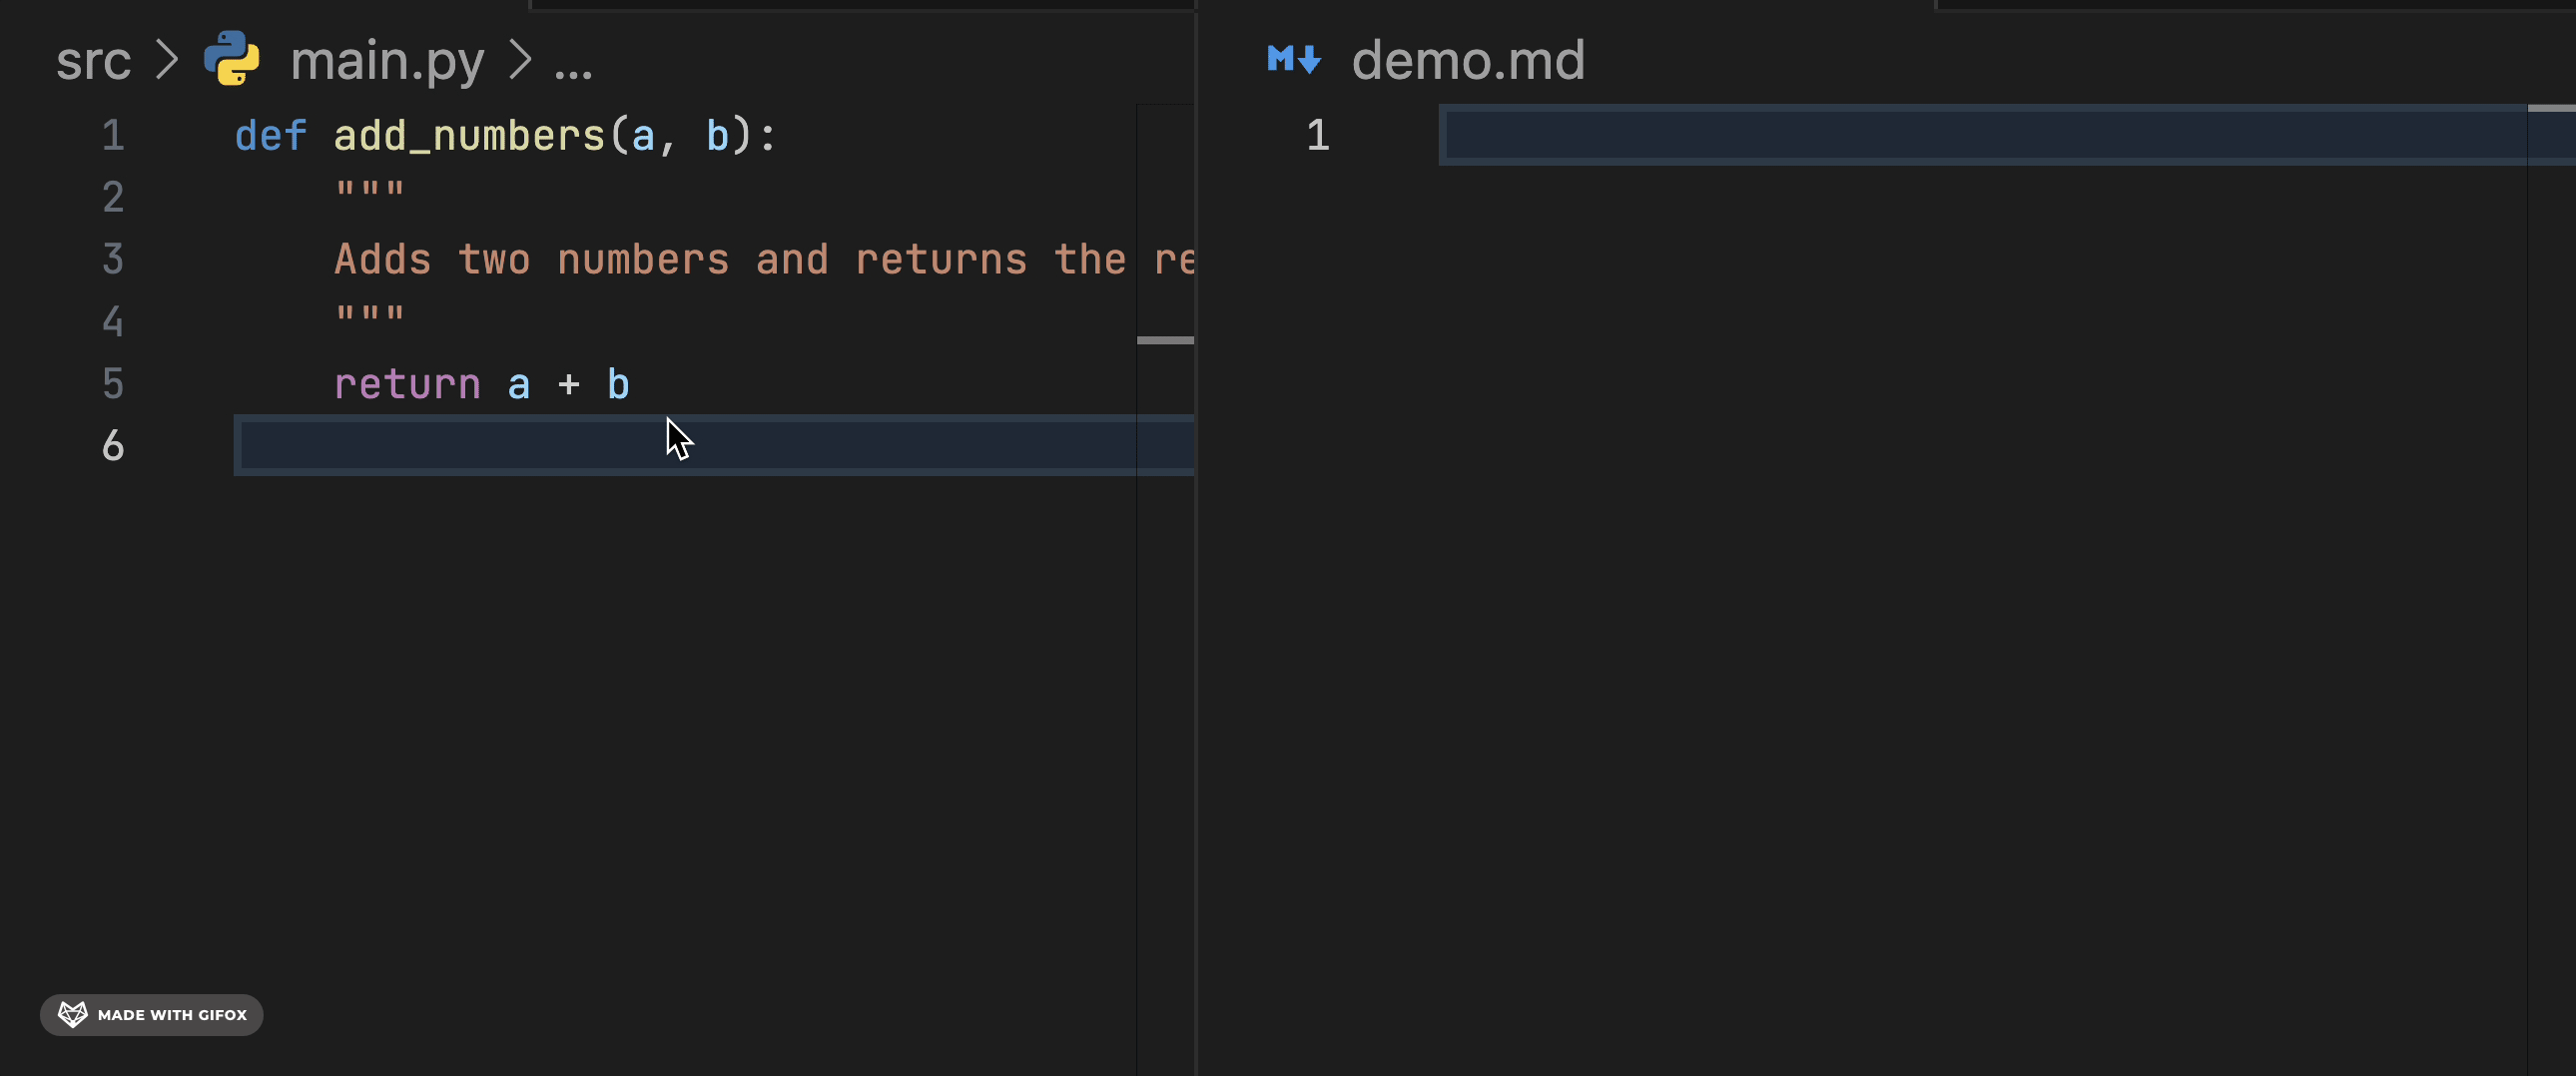 src > main.py > ...
1 def add_numbers(a, b):
2     """
3     Adds two numbers and returns the re
4     """
5     return a + b
6
MADE WITH GIFOX
M↓ demo.md
1